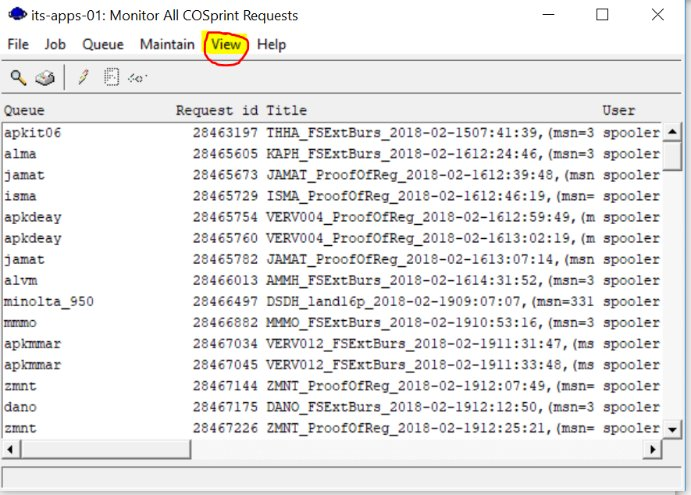 its-apps-01: Monitor All COSprint Requests
File Job Queue Maintain View Help
Queue Request id Title User
apkit06 28463197 THHA_FSExtBurs_2018-02-1507:41:39,(msn=3 spooler
alma 28465605 KAPH_FSExtBurs_2018-02-1612:24:46,(msn=3 spooler
jamat 28465673 JAMAT_ProofOfReg_2018-02-1612:39:48,(msn spooler
isma 28465729 ISMA_ProofOfReg_2018-02-1612:46:19,(msn= spooler
apkdeay 28465754 VERV004_ProofOfReg_2018-02-1612:59:49,(m spooler
apkdeay 28465760 VERV004_ProofOfReg_2018-02-1613:02:19,(m spooler
jamat 28465782 JAMAT_ProofOfReg_2018-02-1613:07:14,(msn spooler
alvm 28466013 AMMH_FSExtBurs_2018-02-1614:31:52,(msn=3 spooler
minolta_950 28466497 DSDH_land16p_2018-02-1909:07:07,(msn=331 spooler
mmmo 28466882 MMMO_FSExtBurs_2018-02-1910:53:16,(msn=3 spooler
apkmmar 28467034 VERV012_FSExtBurs_2018-02-1911:31:47,(ms spooler
apkmmar 28467045 VERV012_FSExtBurs_2018-02-1911:33:48,(ms spooler
zmnt 28467144 ZMNT_ProofOfReg_2018-02-1912:07:49,(msn= spooler
dano 28467175 DANO_FSExtBurs_2018-02-1912:12:50,(msn=3 spooler
zmnt 28467226 ZMNT_ProofOfReg_2018-02-1912:25:21,(msn= spooler